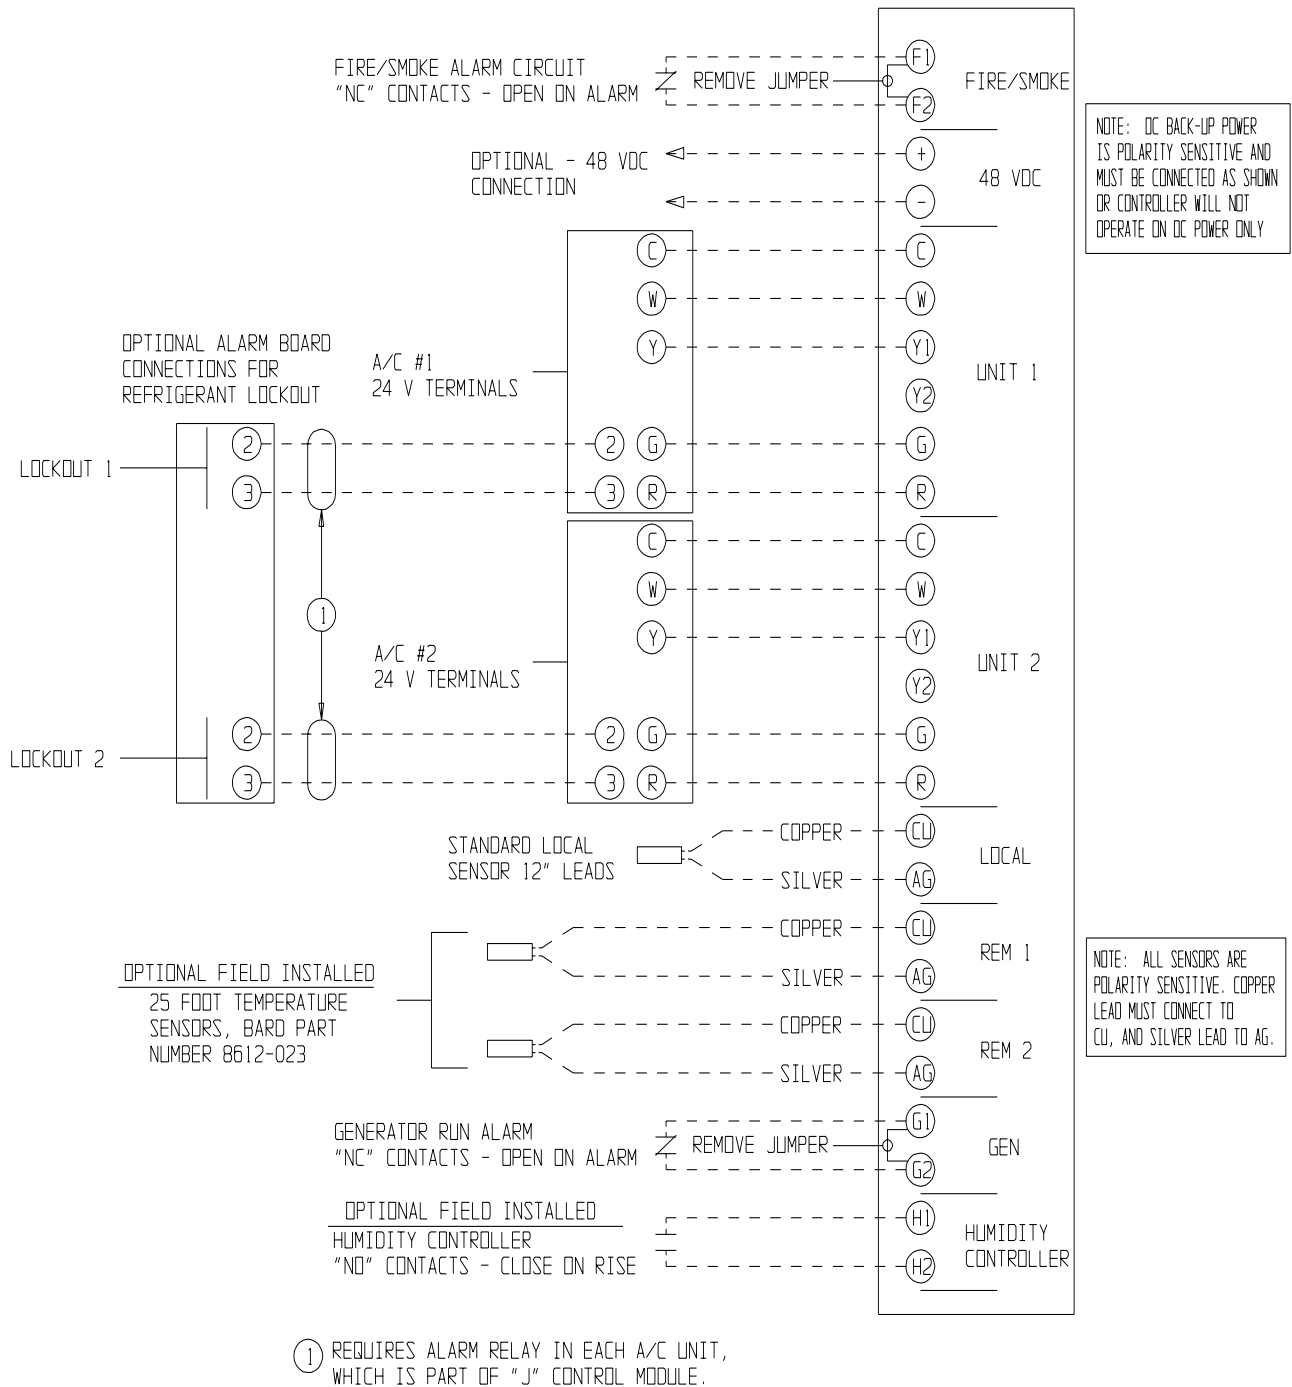 FIRE/SMOKE ALARM CIRCUIT
"NC" CONTACTS - OPEN ON ALARM
REMOVE JUMPER
F1
F2
FIRE/SMOKE
OPTIONAL - 48 VDC
CONNECTION
+
-
48 VDC
NOTE: DC BACK-UP POWER
IS POLARITY SENSITIVE AND
MUST BE CONNECTED AS SHOWN
OR CONTROLLER WILL NOT
OPERATE ON DC POWER ONLY
OPTIONAL ALARM BOARD
CONNECTIONS FOR
REFRIGERANT LOCKOUT
LOCKOUT 1
2
3
A/C #1
24 V TERMINALS
C
W
Y
2 G
3 R
C
W
Y1
Y2
G
R
UNIT 1
1
LOCKOUT 2
2
3
A/C #2
24 V TERMINALS
C
W
Y
2 G
3 R
C
W
Y1
Y2
G
R
UNIT 2
STANDARD LOCAL
SENSOR 12" LEADS
COPPER
SILVER
CU
AG
LOCAL
OPTIONAL FIELD INSTALLED
25 FOOT TEMPERATURE
SENSORS, BARD PART
NUMBER 8612-023
COPPER
SILVER
CU
AG
REM 1
COPPER
SILVER
CU
AG
REM 2
NOTE: ALL SENSORS ARE
POLARITY SENSITIVE. COPPER
LEAD MUST CONNECT TO
CU, AND SILVER LEAD TO AG.
GENERATOR RUN ALARM
"NC" CONTACTS - OPEN ON ALARM
REMOVE JUMPER
G1
G2
GEN
OPTIONAL FIELD INSTALLED
HUMIDITY CONTROLLER
"NO" CONTACTS - CLOSE ON RISE
H1
H2
HUMIDITY
CONTROLLER
1 REQUIRES ALARM RELAY IN EACH A/C UNIT,
WHICH IS PART OF "J" CONTROL MODULE.